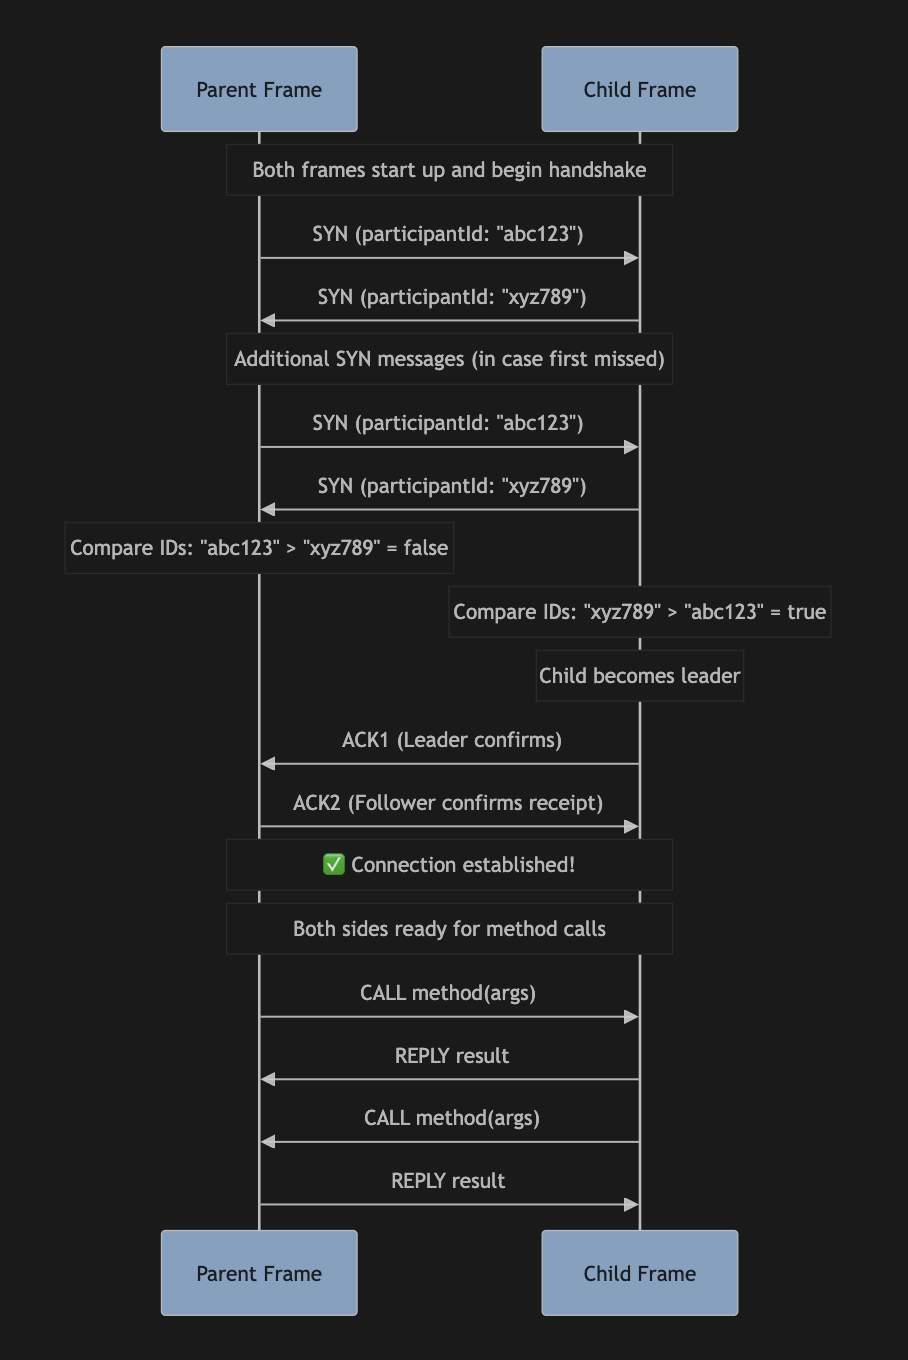 Parent Frame
Child Frame
Both frames start up and begin handshake
SYN (participantId: "abc123")
SYN (participantId: "xyz789")
Additional SYN messages (in case first missed)
SYN (participantId: "abc123")
SYN (participantId: "xyz789")
Compare IDs: "abc123" > "xyz789" = false
Compare IDs: "xyz789" > "abc123" = true
Child becomes leader
ACK1 (Leader confirms)
ACK2 (Follower confirms receipt)
✅ Connection established!
Both sides ready for method calls
CALL method(args)
REPLY result
CALL method(args)
REPLY result
Parent Frame
Child Frame